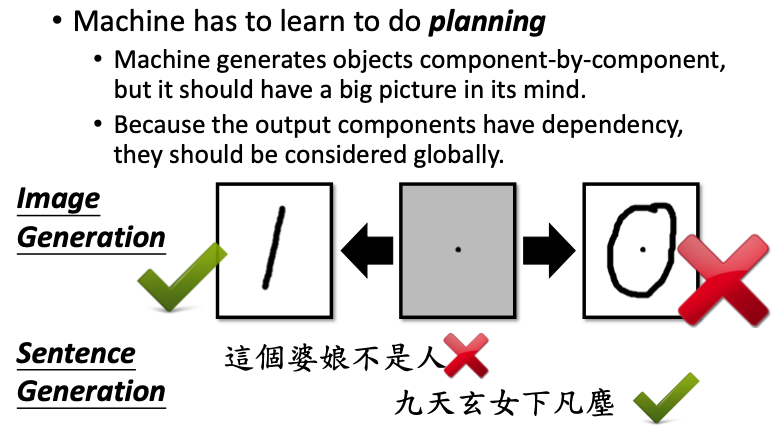 • Machine has to learn to do planning
• Machine generates objects component-by-component,
but it should have a big picture in its mind.
• Because the output components have dependency,
they should be considered globally.
Image
Generation
Sentence
Generation
這個婆娘不是人
九天玄女下凡塵